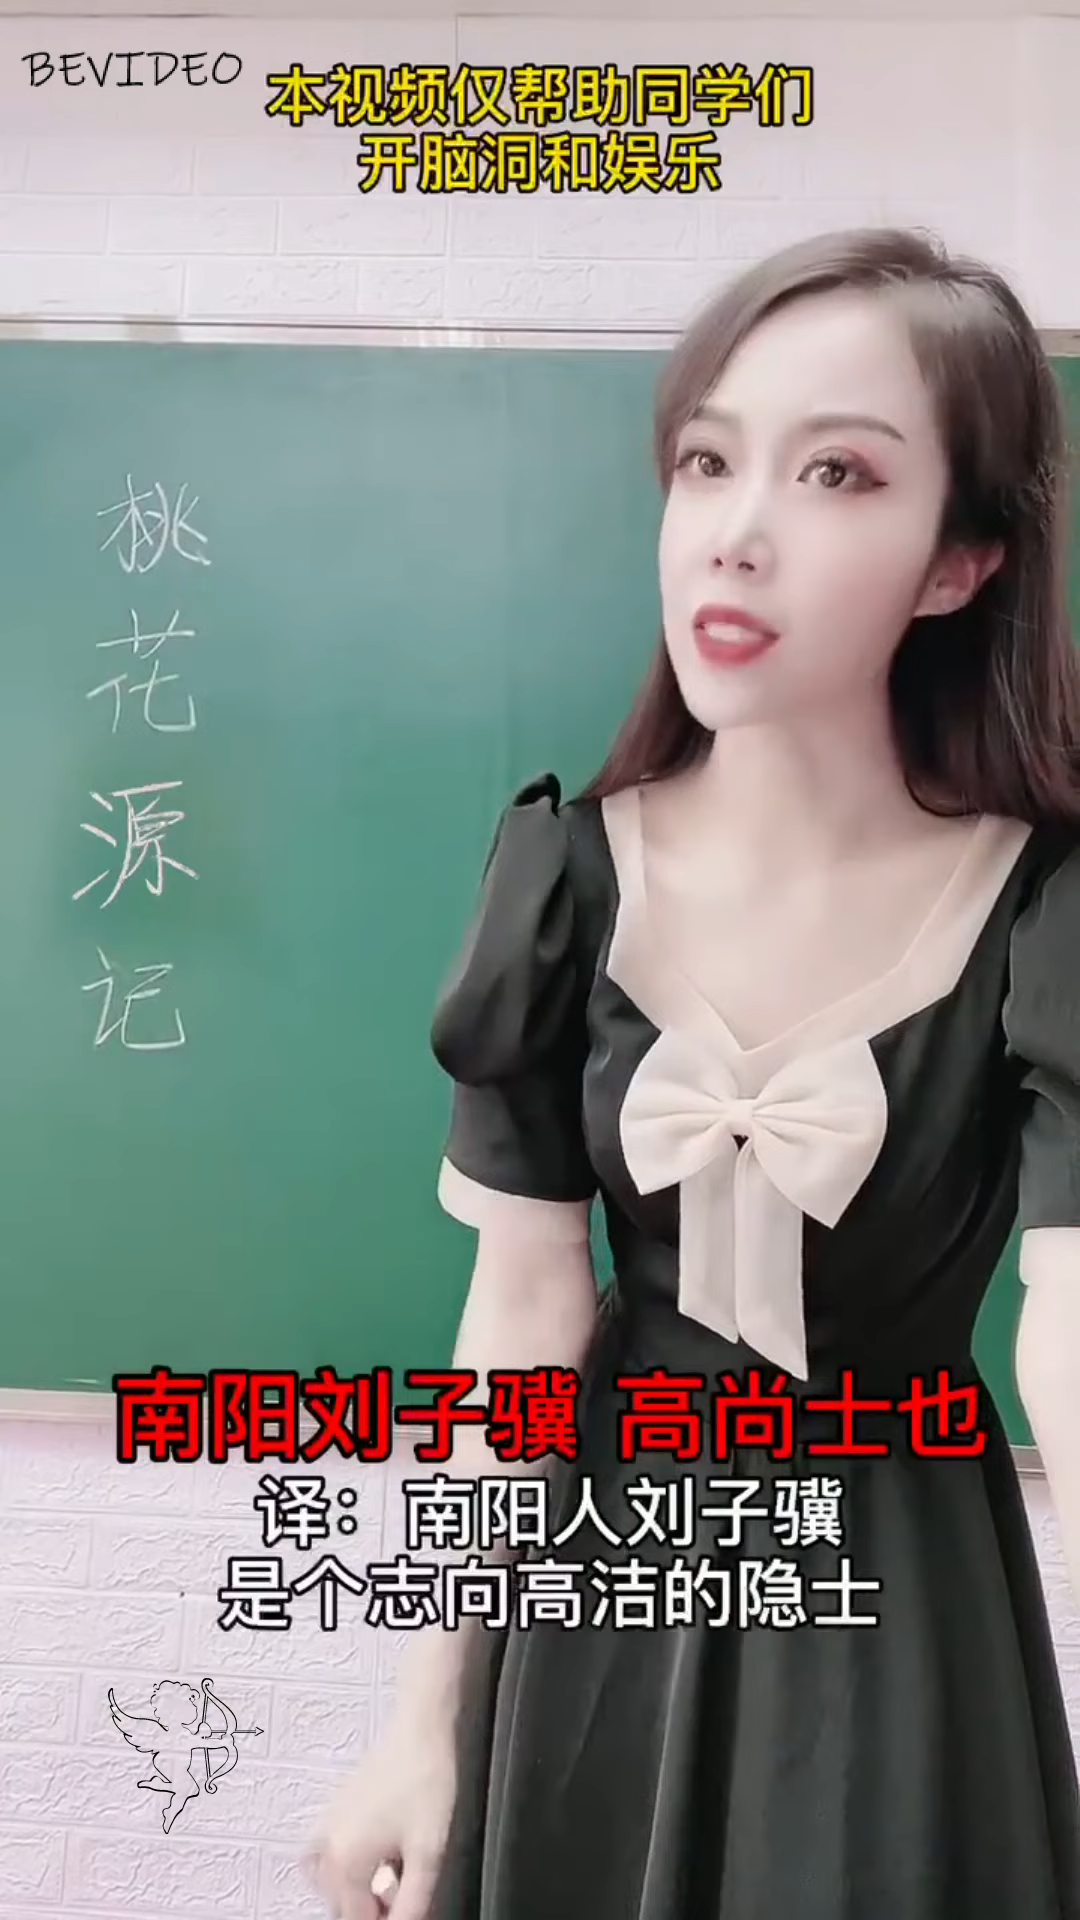 BEVIDEO
本视频仅帮助同学们
开脑洞和娱乐
桃
花
源
记
南阳刘子骥 高尚士也
译：南阳人刘子骥
是个志向高洁的隐士